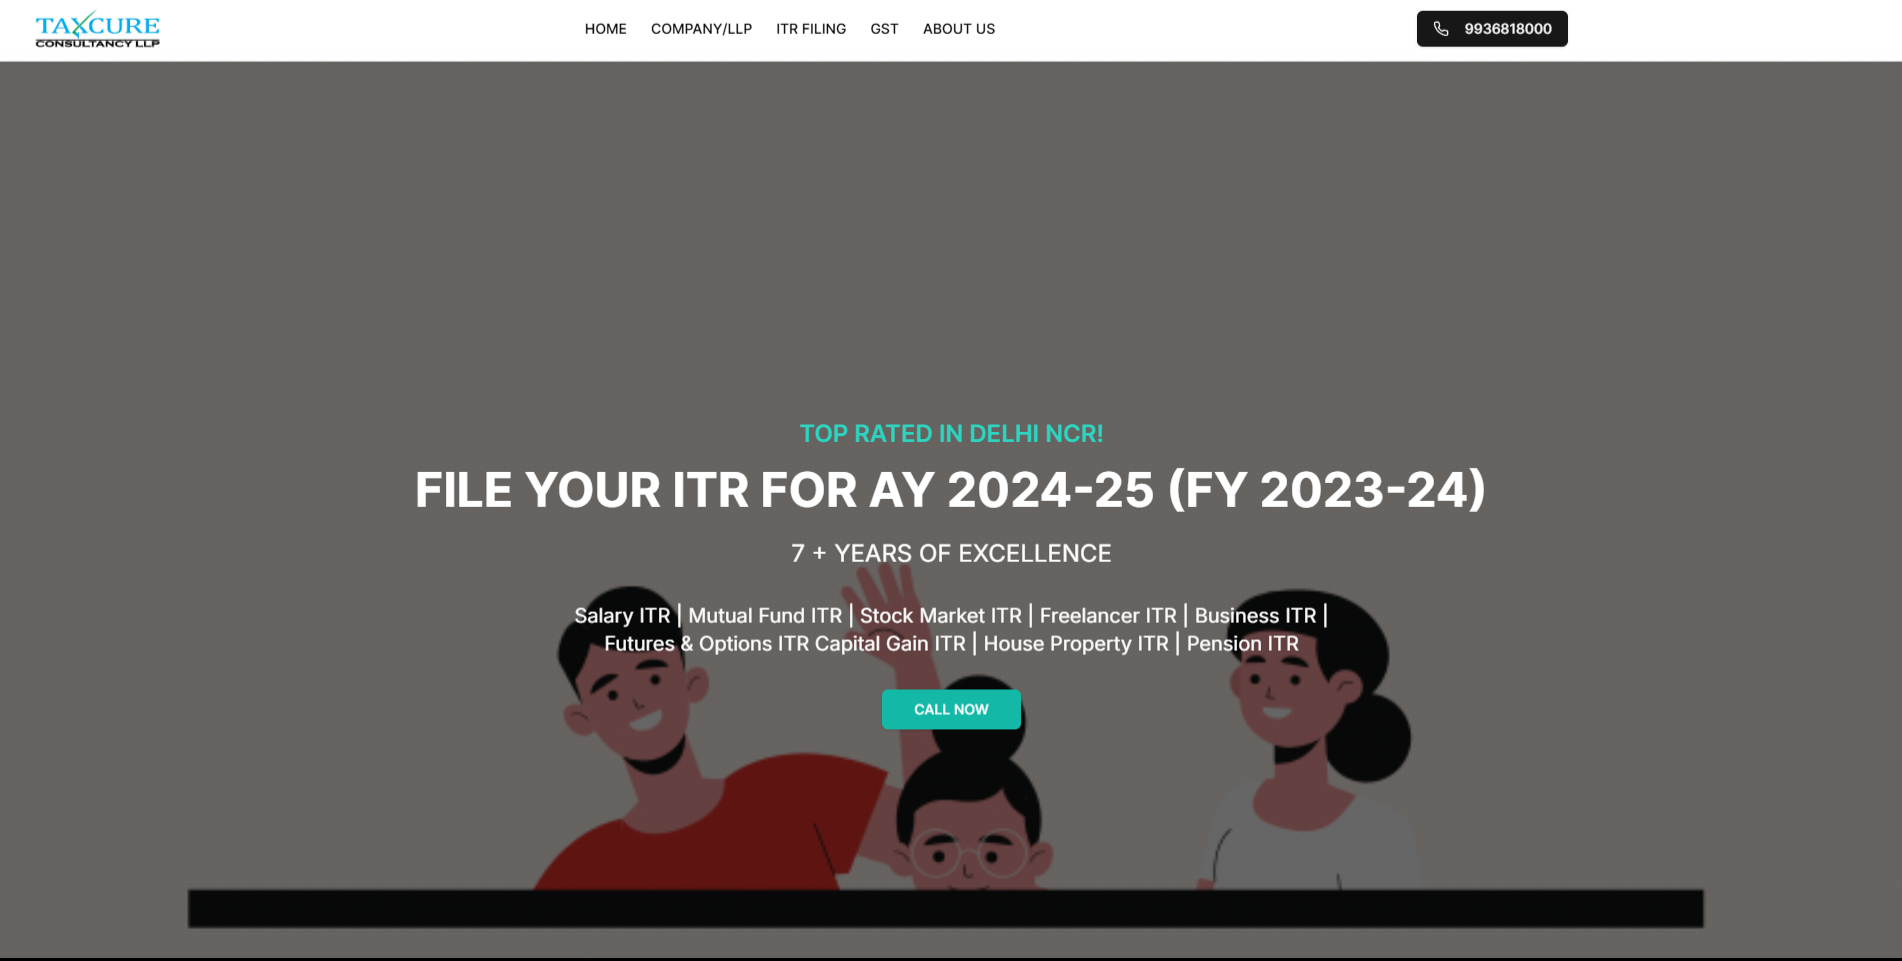 TAXCURE
CONSULTANCY LLP
HOME COMPANY/LLP ITR FILING GST ABOUT US
9936818000
TOP RATED IN DELHI NCR!
FILE YOUR ITR FOR AY 2024-25 (FY 2023-24)
7 + YEARS OF EXCELLENCE
Salary ITR | Mutual Fund ITR | Stock Market ITR | Freelancer ITR | Business ITR |
Futures & Options ITR Capital Gain ITR | House Property ITR | Pension ITR
CALL NOW